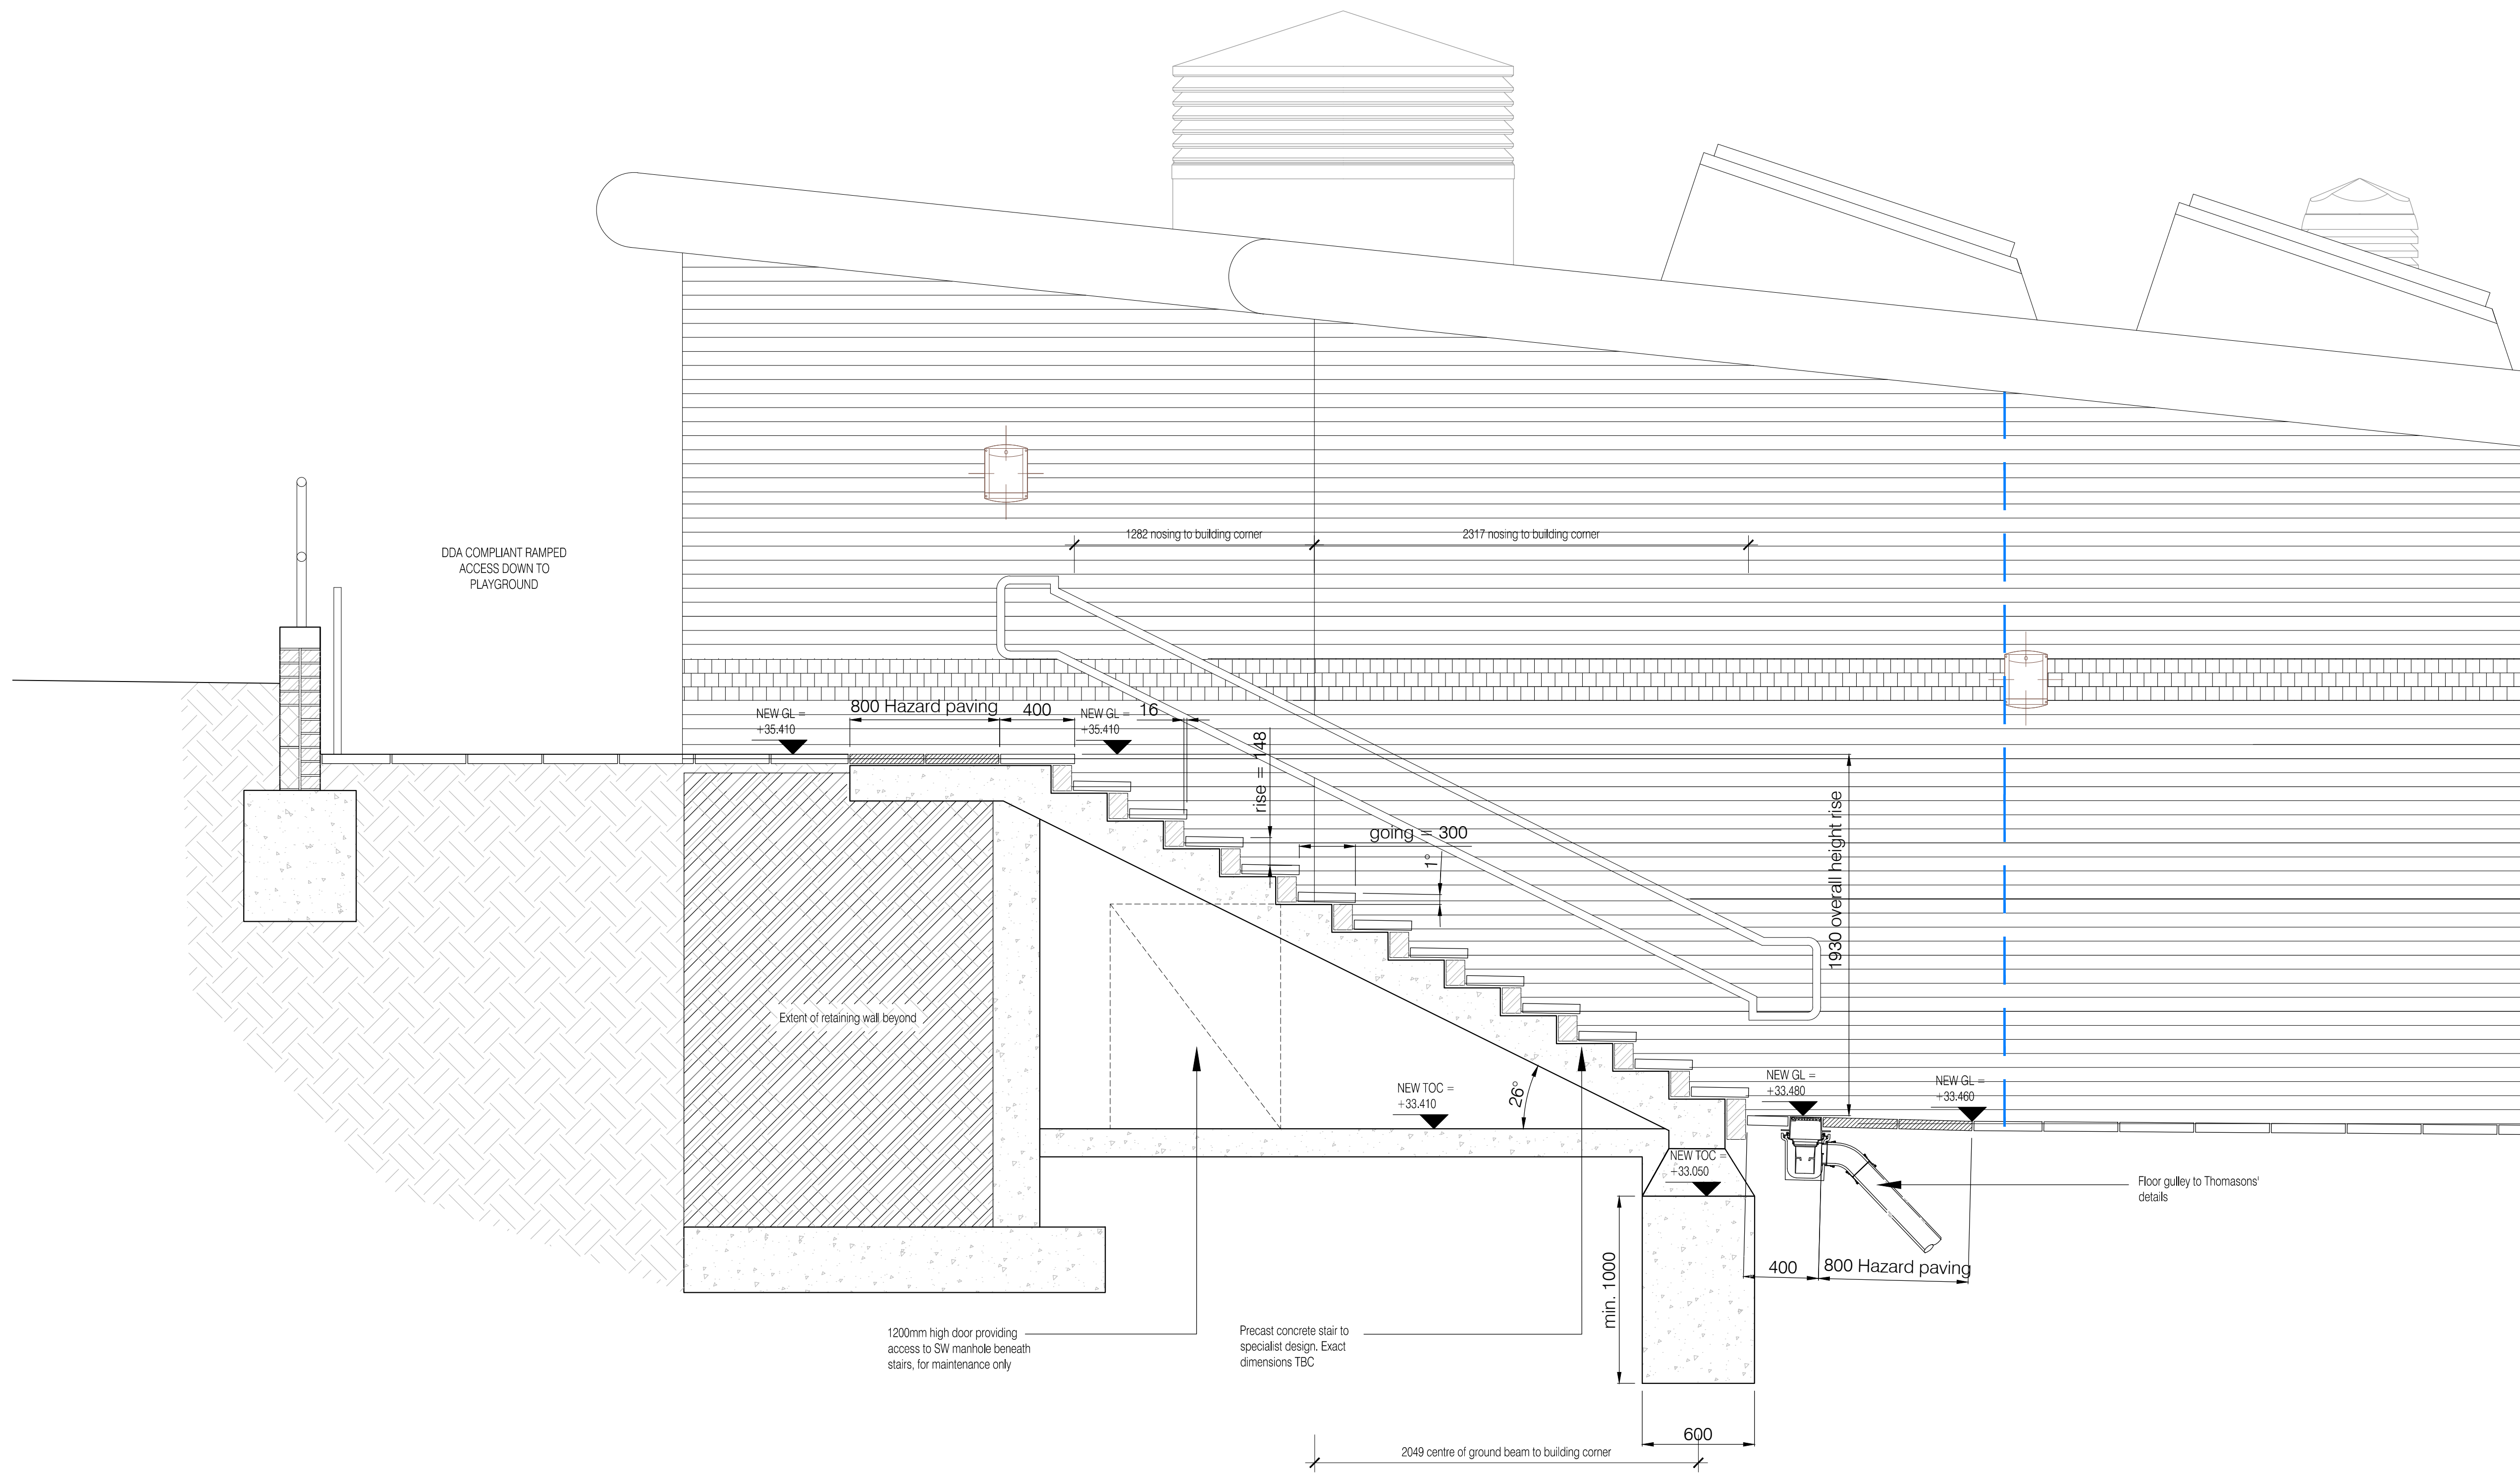 DDA COMPLIANT RAMPED
ACCESS DOWN TO
PLAYGROUND
1282 nosing to building corner
2317 nosing to building corner
NEW GL =
+35.410
800 Hazard paving
400
NEW GL =
+35.410
16
rise = 148
going = 300
1°
1930 overall height rise
Extent of retaining wall beyond
NEW TOC =
+33.410
26°
NEW GL =
+33.480
NEW GL =
+33.460
NEW TOC =
+33.050
Floor gulley to Thomasons'
details
400
800 Hazard paving
min. 1000
1200mm high door providing
access to SW manhole beneath
stairs, for maintenance only
Precast concrete stair to
specialist design. Exact
dimensions TBC
600
2049 centre of ground beam to building corner